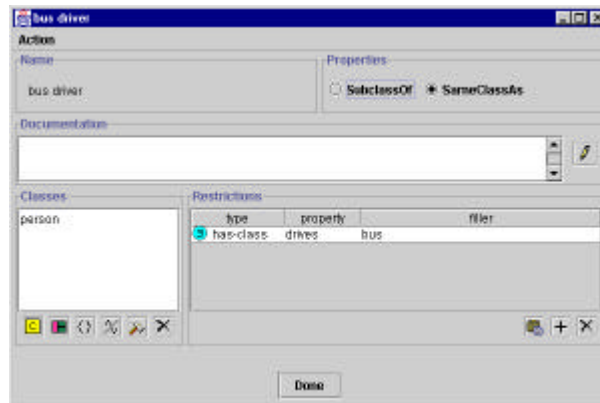 bus driver
Action
Name
Properties
bus driver
SubclassOf SameClassAs
Documentation
Classes
Restrictions
person
type property filler
has-class drives bus
Done